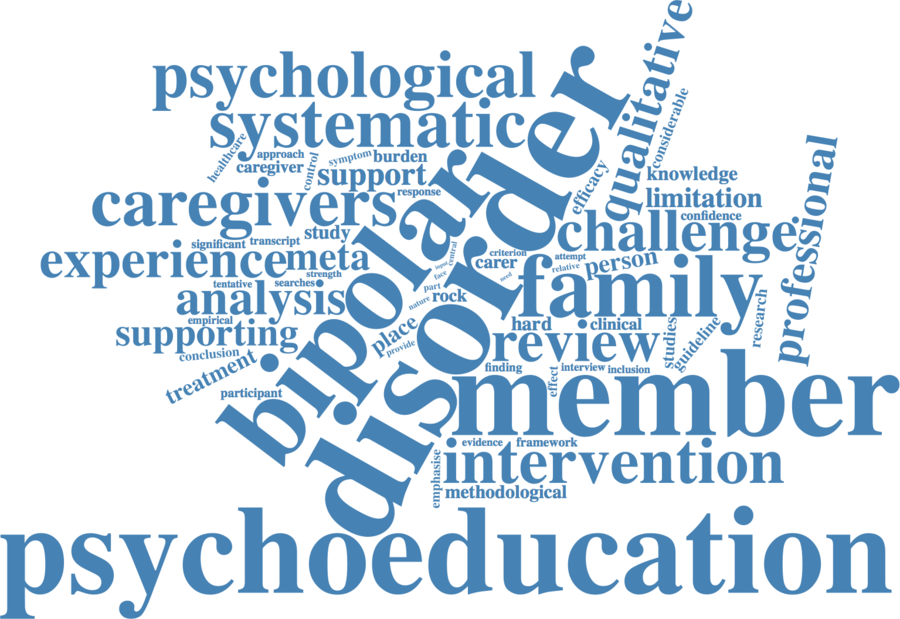 psychological
systematic
qualitative
considerable
disorder
bipolar
healthcare
approach
caregiver
control
symptom
burden
support
response
efficacy
knowledge
limitation
confidence
professional
caregivers
study
significant
transcript
challenge
experience
meta
strength
central
input
face
criterion
carer
need
attempt
relative
person
tentative
searches
analysis
part
rock
nature
family
empirical
supporting
place
provide
hard
clinical
review
studies
guideline
research
conclusion
treatment
participant
finding
effect
interview
inclusion
member
evidence
framework
emphasise
intervention
methodological
psychoeducation